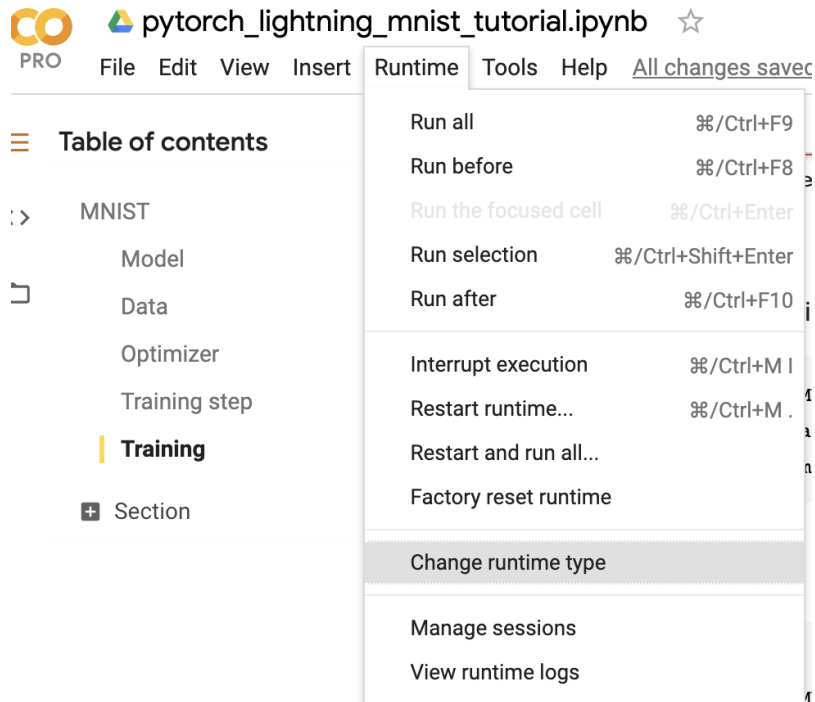 pytorch_lightning_mnist_tutorial.ipynb
PRO
File Edit View Insert Runtime Tools Help All changes saved
Table of contents
MNIST
Model
Data
Optimizer
Training step
Training
Section
Run all ⌘/Ctrl+F9
Run before ⌘/Ctrl+F8
Run the focused cell ⌘/Ctrl+Enter
Run selection ⌘/Ctrl+Shift+Enter
Run after ⌘/Ctrl+F10
Interrupt execution ⌘/Ctrl+M I
Restart runtime... ⌘/Ctrl+M .
Restart and run all...
Factory reset runtime
Change runtime type
Manage sessions
View runtime logs